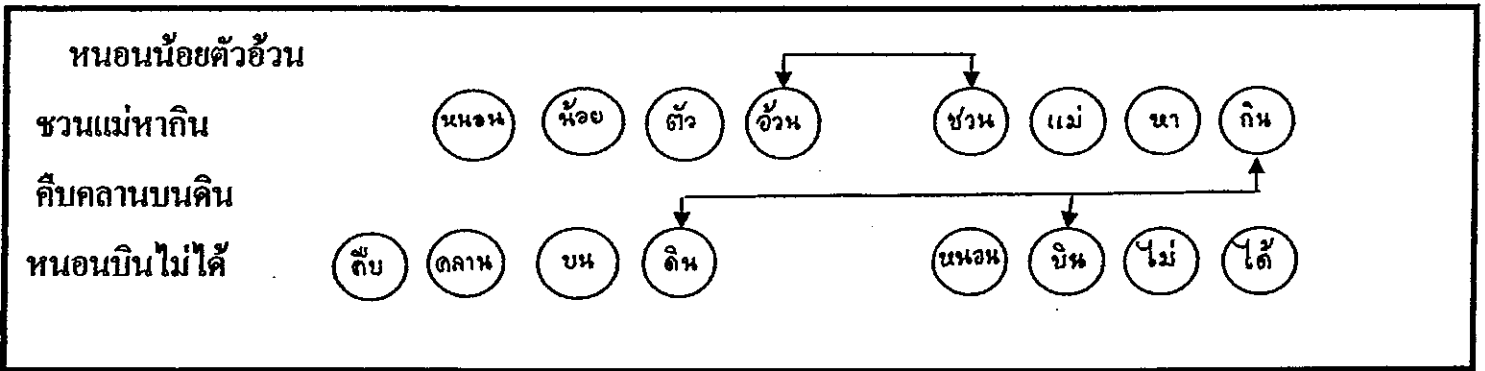 หนอนน้อยตัวอ้วน
ชวนแม่หากิน
หนอน น้อย ตัว อ้วน ชวน แม่ หา กิน
คืบคลานบนดิน
หนอนบินไม่ได้
คืบ คลาน บน ดิน หนอน บิน ไม่ ได้